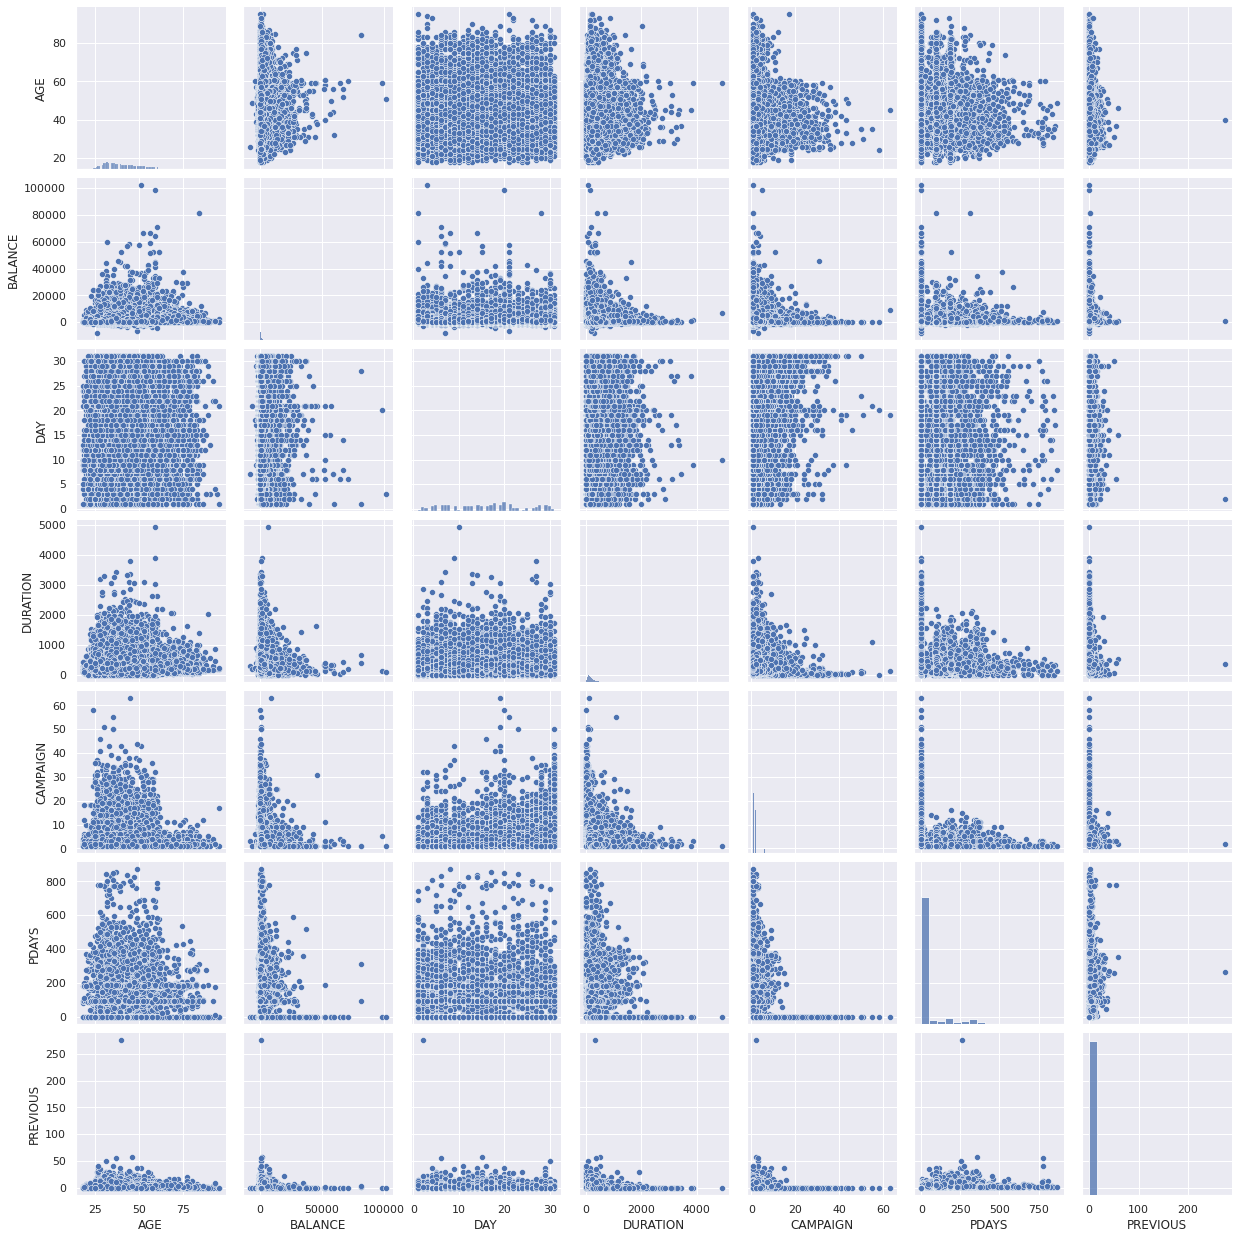 80
60
40
20
AGE
100000
80000
60000
40000
20000
0
BALANCE
30
25
20
15
10
5
0
DAY
5000
4000
3000
2000
1000
0
DURATION
60
50
40
30
20
10
0
CAMPAIGN
800
600
400
200
0
PDAYS
250
200
150
100
50
0
PREVIOUS
25 50 75
AGE
0 50000 100000
BALANCE
0 10 20 30
DAY
0 2000 4000
DURATION
0 20 40 60
CAMPAIGN
0 250 500 750
PDAYS
0 100 200
PREVIOUS